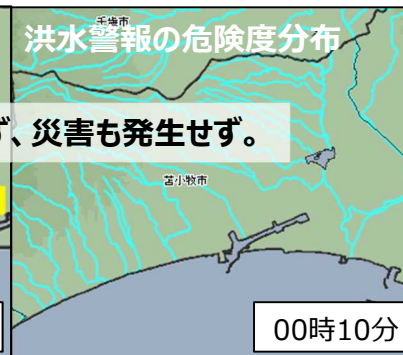 千歳市
洪水警報の危険度分布
ず、災害も発生せず。
苫小牧市
00時10分